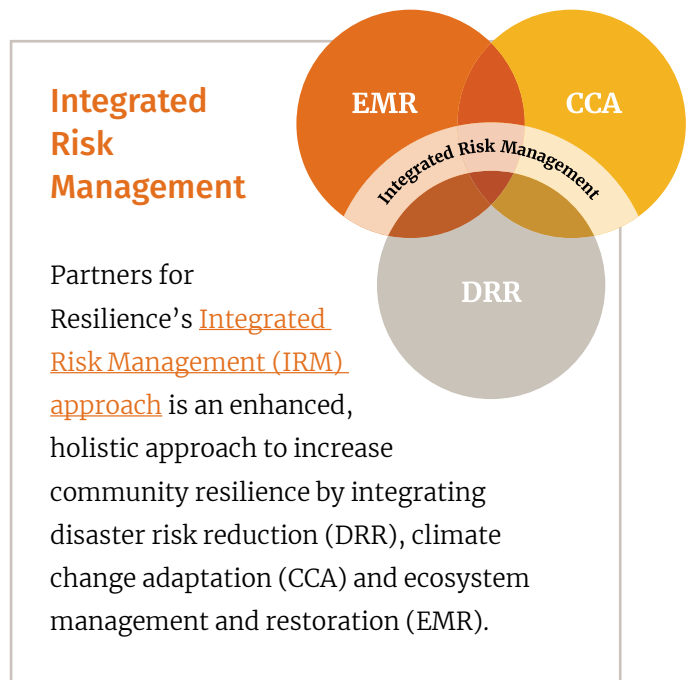 Integrated
Risk
Management
EMR
CCA
Integrated Risk Management
DRR
Partners for
Resilience’s Integrated
Risk Management (IRM)
approach is an enhanced,
holistic approach to increase
community resilience by integrating
disaster risk reduction (DRR), climate
change adaptation (CCA) and ecosystem
management and restoration (EMR).